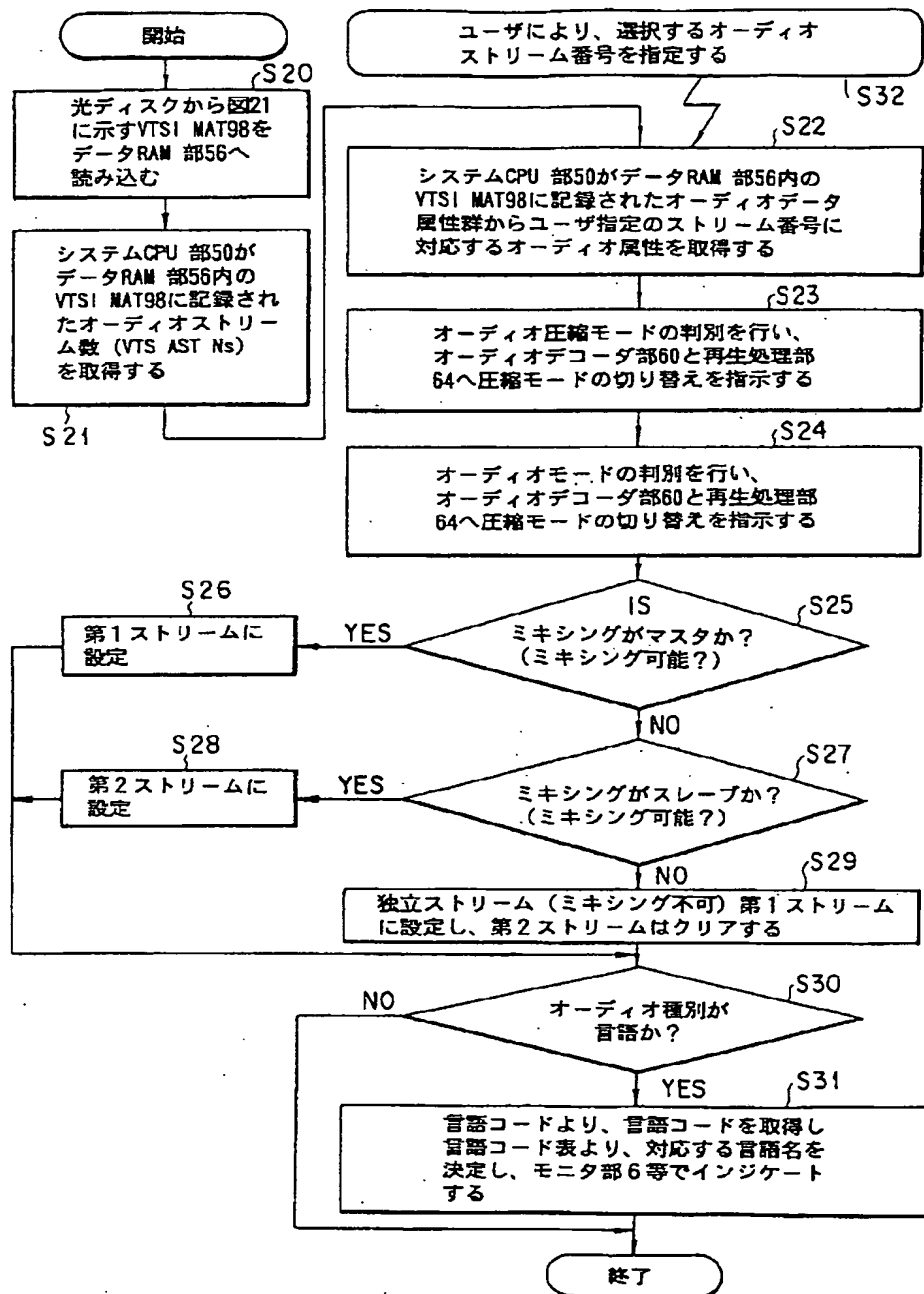 開始
S20
光ディスクから図21
に示すVTSI MAT98を
データRAM 部56へ
読み込む
システムCPU 部50が
データRAM 部56内の
VTSI MAT98に記録され
たオーディオストリー
ム数 (VTS AST Ns)
を取得する
S21
ユーザにより、選択するオーディオ
ストリーム番号を指定する
S32
S22
システムCPU 部50がデータRAM 部56内の
VTSI MAT98に記録されたオーディオデータ
属性群からユーザ指定のストリーム番号に
対応するオーディオ属性を取得する
S23
オーディオ圧縮モードの判別を行い、
オーディオデコーダ部60と再生処理部
64へ圧縮モードの切り替えを指示する
S24
オーディオモードの判別を行い、
オーディオデコーダ部60と再生処理部
64へ圧縮モードの切り替えを指示する
S25
IS
ミキシングがマスタか?
(ミキシング可能?)
YES
S26
第1ストリームに
設定
NO
S27
ミキシングがスレーブか?
(ミキシング可能?)
YES
S28
第2ストリームに
設定
NO
S29
独立ストリーム(ミキシング不可)第1ストリーム
に設定し、第2ストリームはクリアする
S30
オーディオ種別が
言語か?
NO
YES
S31
言語コードより、言語コードを取得し
言語コード表より、対応する言語名を
決定し、モニタ部6等でインジケート
する
終了